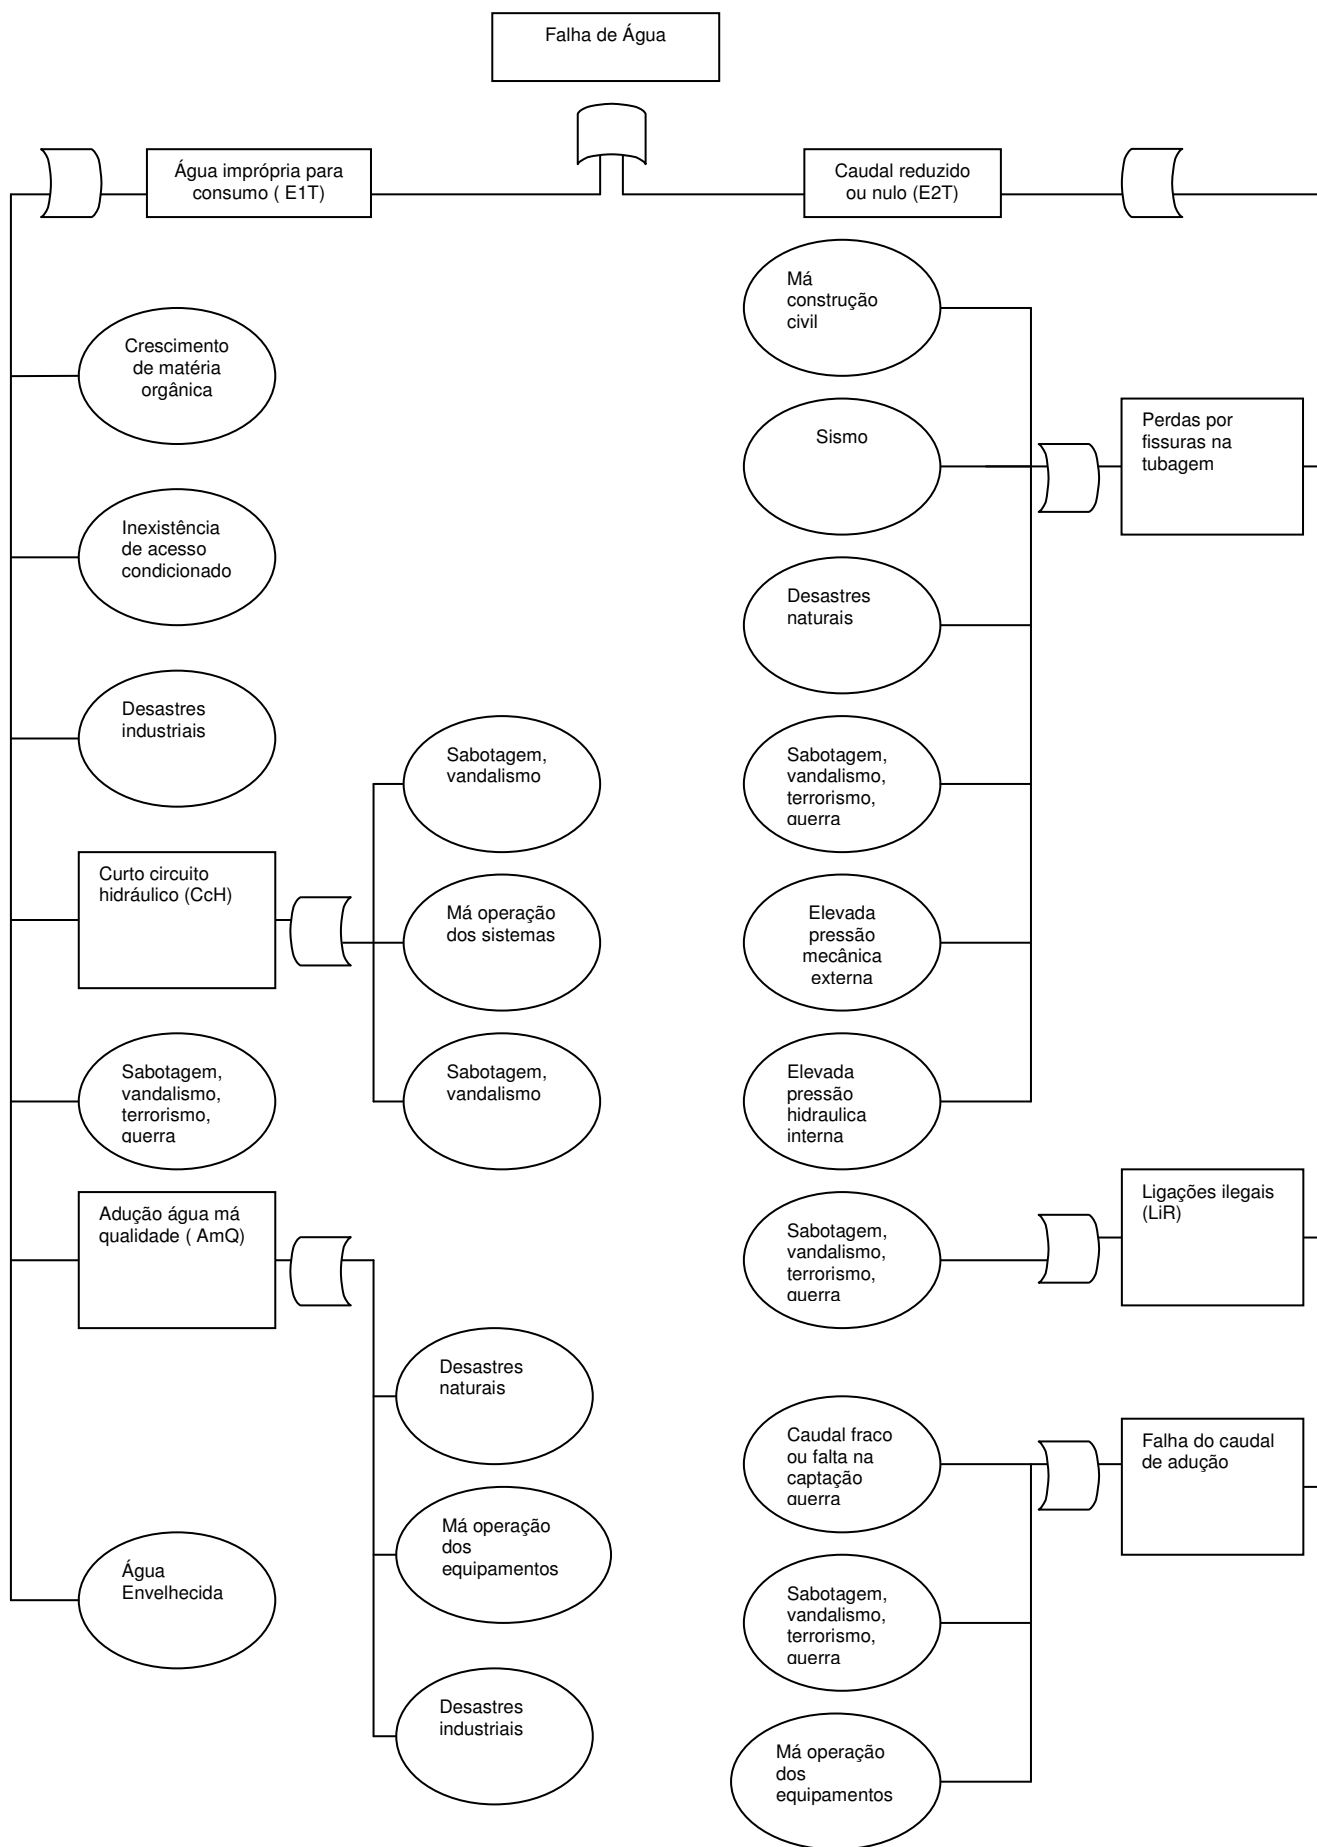 Falha de Água
Água imprópria para
consumo ( E1T)
Crescimento
de matéria
orgânica
Inexistência
de acesso
condicionado
Desastres
industriais
Curto circuito
hidráulico (CcH)
Sabotagem,
vandalismo
Má operação
dos sistemas
Sabotagem,
vandalismo
Sabotagem,
vandalismo,
terrorismo,
guerra
Adução água má
qualidade ( AmQ)
Desastres
naturais
Má operação
dos
equipamentos
Desastres
industriais
Água
Envelhecida
Caudal reduzido
ou nulo (E2T)
Má
construção
civil
Sismo
Desastres
naturais
Sabotagem,
vandalismo,
terrorismo,
guerra
Elevada
pressão
mecânica
externa
Elevada
pressão
hidraulica
interna
Perdas por
fissuras na
tubagem
Sabotagem,
vandalismo,
terrorismo,
guerra
Ligações ilegais
(LiR)
Caudal fraco
ou falta na
captação
guerra
Sabotagem,
vandalismo,
terrorismo,
guerra
Má operação
dos
equipamentos
Falha do caudal
de adução